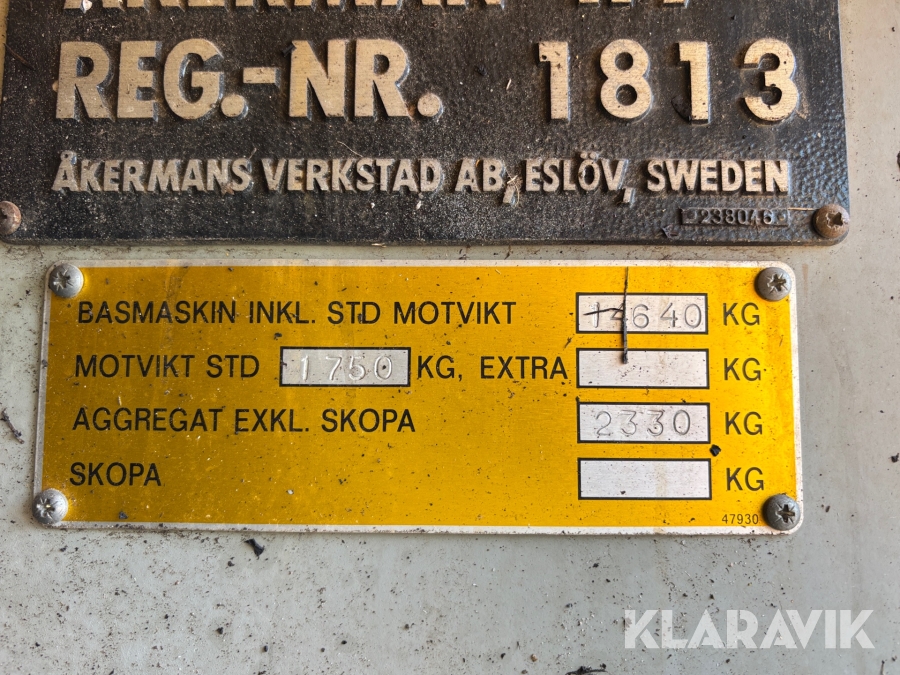 REG.-NR. 1813
ÅKERMANS VERKSTAD AB, ESLÖV, SWEDEN
238046
BASMASKIN INKL. STD MOTVIKT 14640 KG
MOTVIKT STD 1750 KG, EXTRA KG
AGGREGAT EXKL. SKOPA 2330 KG
SKOPA KG
47930
KLARAVIK